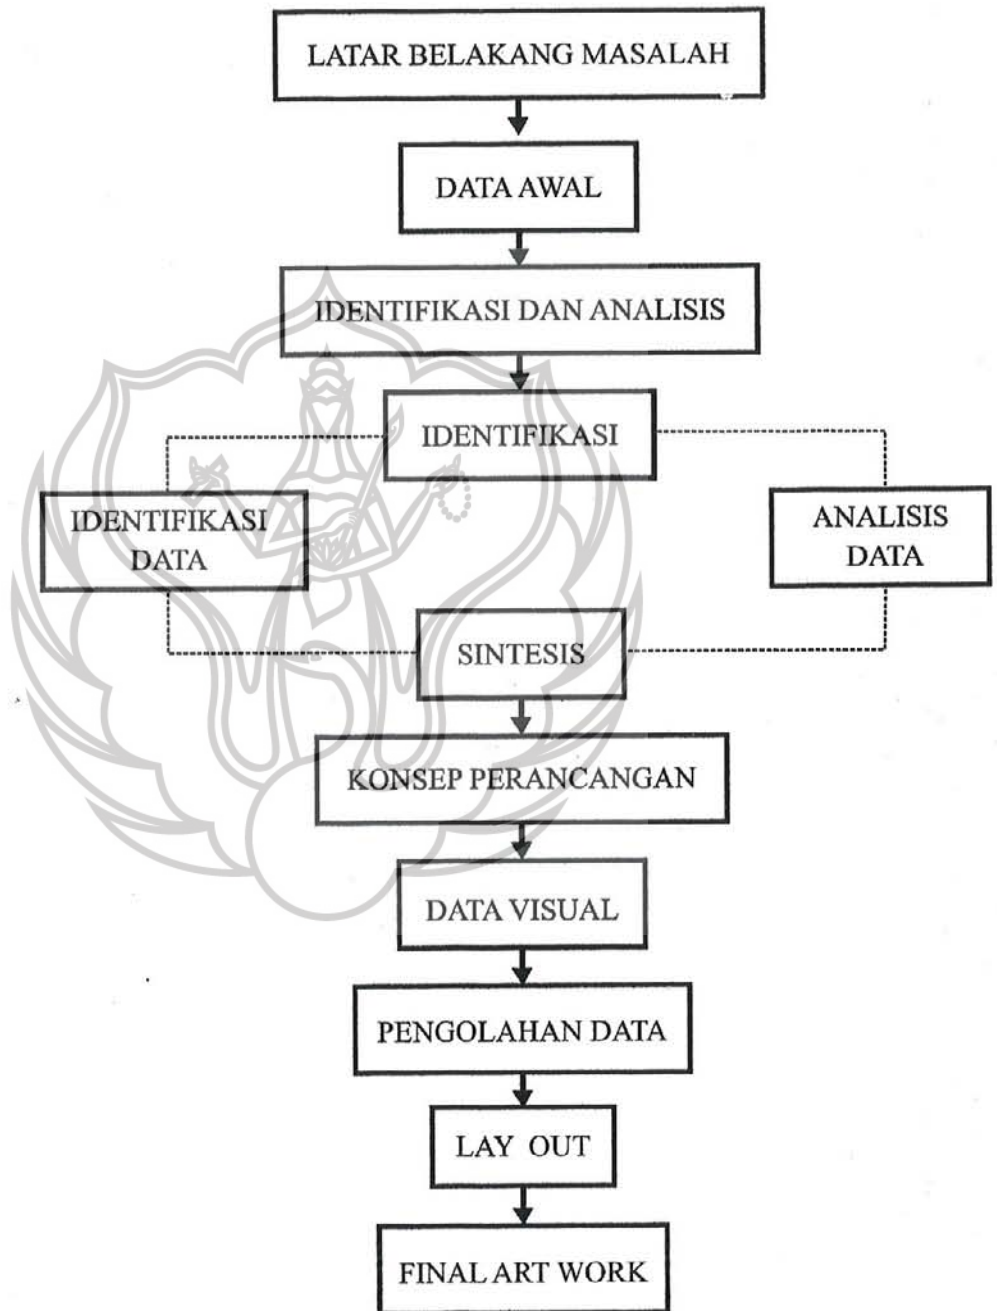 LATAR BELAKANG MASALAH
DATA AWAL
IDENTIFIKASI DAN ANALISIS
IDENTIFIKASI
IDENTIFIKASI
DATA
ANALISIS
DATA
SINTESIS
KONSEP PERANCANGAN
DATA VISUAL
PENGOLAHAN DATA
LAY OUT
FINAL ART WORK